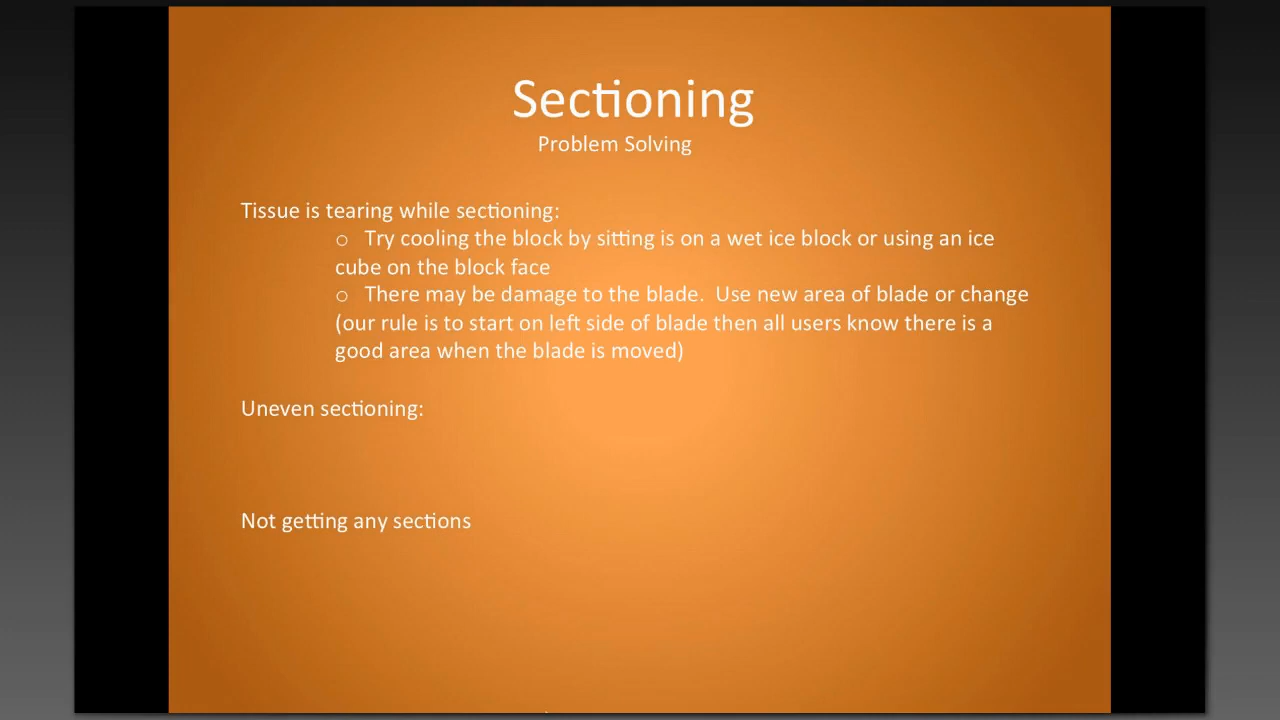 Sectioning
Problem Solving
Tissue is tearing while sectioning:
o Try cooling the block by sitting is on a wet ice block or using an ice
cube on the block face
o There may be damage to the blade. Use new area of blade or change
(our rule is to start on left side of blade then all users know there is a
good area when the blade is moved)
Uneven sectioning:
Not getting any sections